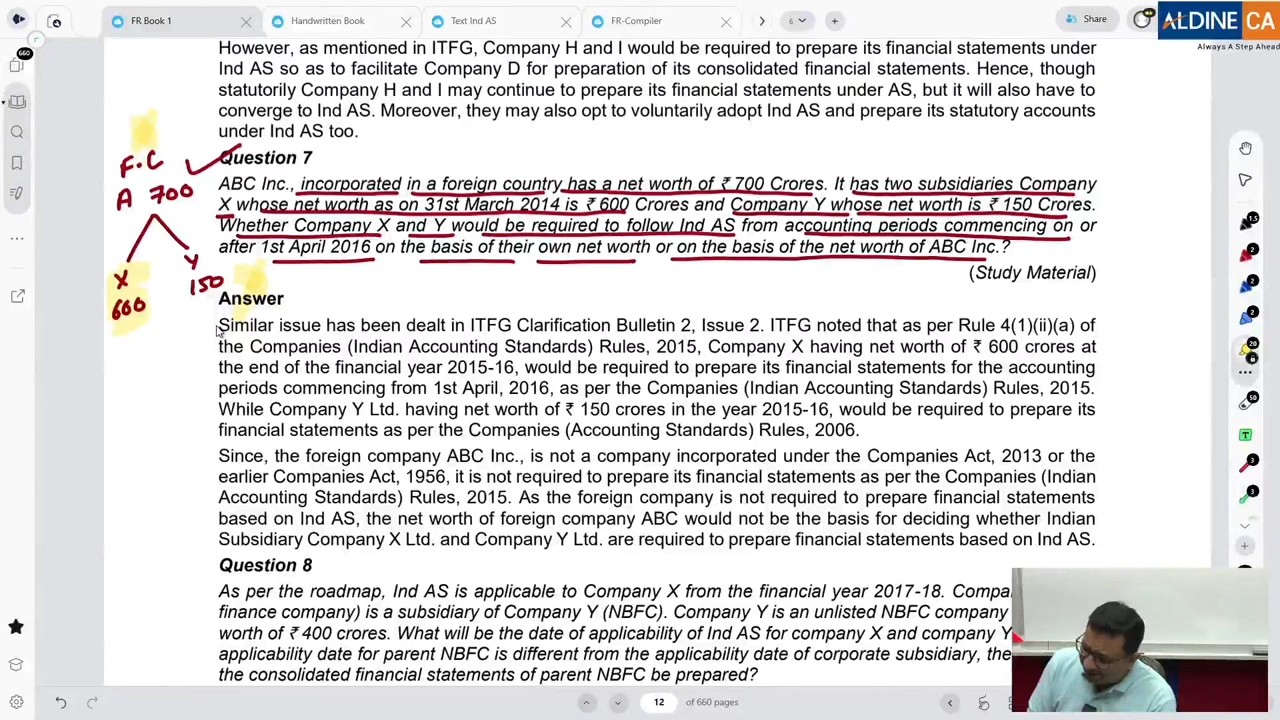 FR Book 1
Handwritten Book
Text Ind AS
FR-Compiler
6
Share
ALDINE CA
Always A Step Ahead
660
However, as mentioned in ITFG, Company H and I would be required to prepare its financial statements under
Ind AS so as to facilitate Company D for preparation of its consolidated financial statements. Hence, though
statutorily Company H and I may continue to prepare its financial statements under AS, but it will also have to
converge to Ind AS. Moreover, they may also opt to voluntarily adopt Ind AS and prepare its statutory accounts
under Ind AS too.
Question 7
F.C
A 700
X
600
Y
150
ABC Inc., incorporated in a foreign country has a net worth of ₹ 700 Crores. It has two subsidiaries Company
X whose net worth as on 31st March 2014 is ₹ 600 Crores and Company Y whose net worth is ₹ 150 Crores.
Whether Company X and Y would be required to follow Ind AS from accounting periods commencing on or
after 1st April 2016 on the basis of their own net worth or on the basis of the net worth of ABC Inc.?
(Study Material)
Answer
Similar issue has been dealt in ITFG Clarification Bulletin 2, Issue 2. ITFG noted that as per Rule 4(1)(ii)(a) of
the Companies (Indian Accounting Standards) Rules, 2015, Company X having net worth of ₹ 600 crores at
the end of the financial year 2015-16, would be required to prepare its financial statements for the accounting
periods commencing from 1st April, 2016, as per the Companies (Indian Accounting Standards) Rules, 2015.
While Company Y Ltd. having net worth of ₹ 150 crores in the year 2015-16, would be required to prepare its
financial statements as per the Companies (Accounting Standards) Rules, 2006.
Since, the foreign company ABC Inc., is not a company incorporated under the Companies Act, 2013 or the
earlier Companies Act, 1956, it is not required to prepare its financial statements as per the Companies (Indian
Accounting Standards) Rules, 2015. As the foreign company is not required to prepare financial statements
based on Ind AS, the net worth of foreign company ABC would not be the basis for deciding whether Indian
Subsidiary Company X Ltd. and Company Y Ltd. are required to prepare financial statements based on Ind AS.
Question 8
As per the roadmap, Ind AS is applicable to Company X from the financial year 2017-18.
finance company) is a subsidiary of Company Y (NBFC). Company Y is an unlisted NBFC company
worth of ₹ 400 crores. What will be the date of applicability of Ind AS for company X and company Y
applicability date for parent NBFC is different from the applicability date of corporate subsidiary, the
the consolidated financial statements of parent NBFC be prepared?
12 of 660 pages
1.5
2
2
2
20
50
T
3
3